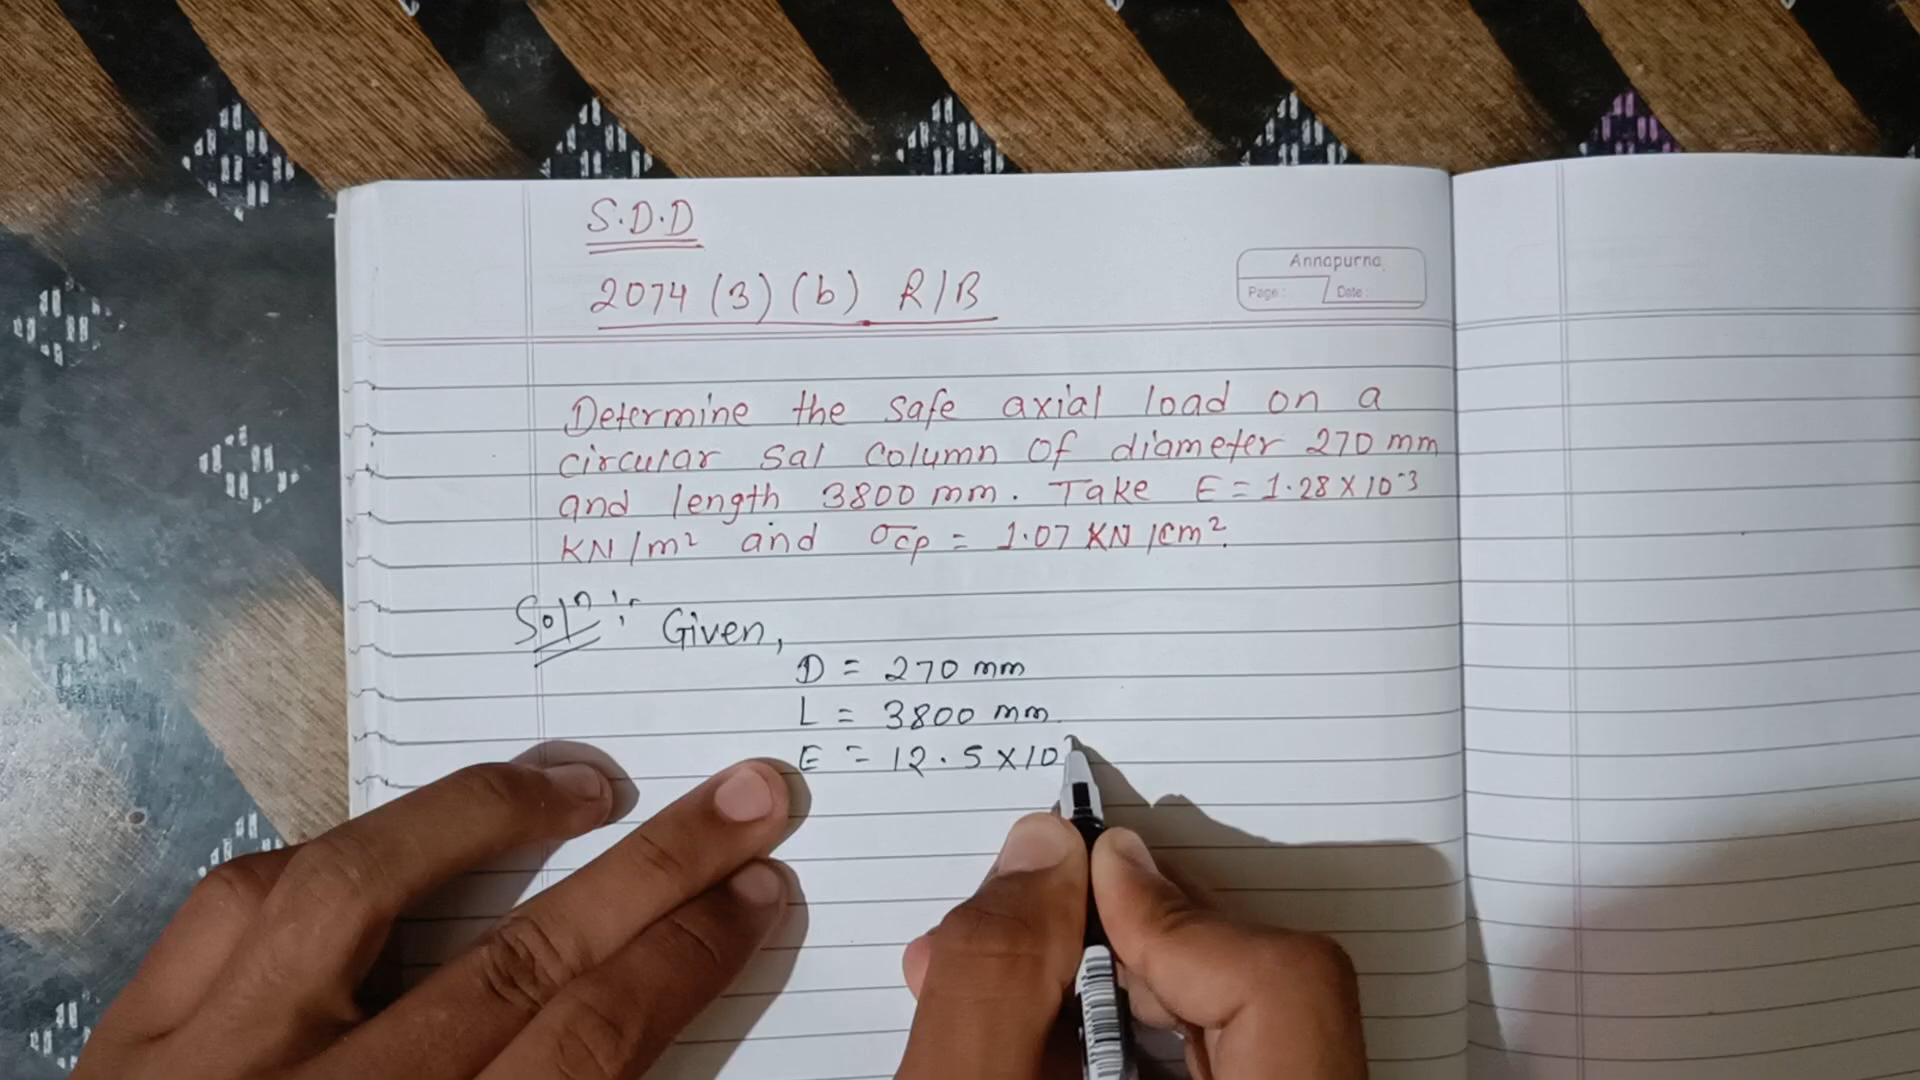 S.D.D
2074 (3) (b) R/B
Annapurna
Page :
Date :
Determine the safe axial load on a
circular sal column of diameter 270 mm
and length 3800 mm. Take E = 1.28 X 10-3
KN/m² and σcp = 1.07 KN/cm².
Soln :- Given,
D = 270 mm
L = 3800 mm
E = 12.5 X 10